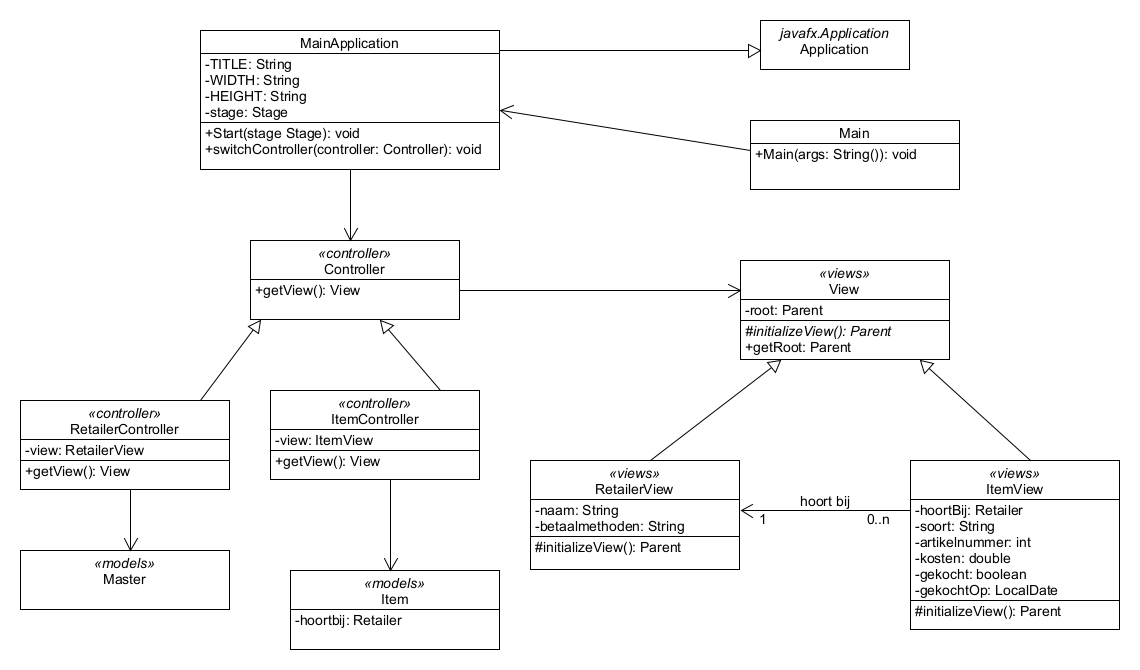 MainApplication
-TITLE: String
-WIDTH: String
-HEIGHT: String
-stage: Stage
+Start(stage Stage): void
+switchController(controller: Controller): void
javafx.Application
Application
Main
+Main(args: String()): void
«controller»
Controller
+getView(): View
«views»
View
-root: Parent
#initializeView(): Parent
+getRoot: Parent
«controller»
RetailerController
-view: RetailerView
+getView(): View
«controller»
ItemController
-view: ItemView
+getView(): View
«views»
RetailerView
-naam: String
-betaalmethoden: String
#initializeView(): Parent
hoort bij
1
0..n
«views»
ItemView
-hoortBij: Retailer
-soort: String
-artikelnummer: int
-kosten: double
-gekocht: boolean
-gekochtOp: LocalDate
#initializeView(): Parent
«models»
Master
«models»
Item
-hoortbij: Retailer